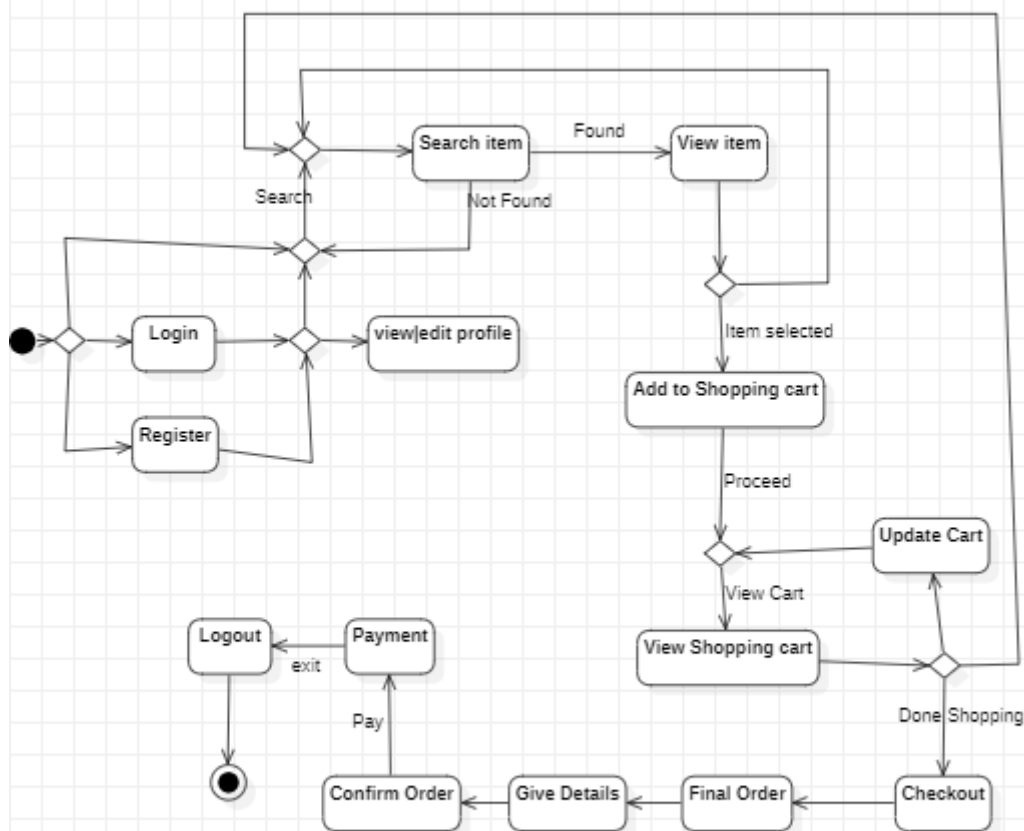 Search item
Found
View item
Search
Not Found
Login
view|edit profile
Item selected
Add to Shopping cart
Register
Proceed
Update Cart
View Cart
Logout
exit
Payment
View Shopping cart
Pay
Done Shopping
Confirm Order
Give Details
Final Order
Checkout